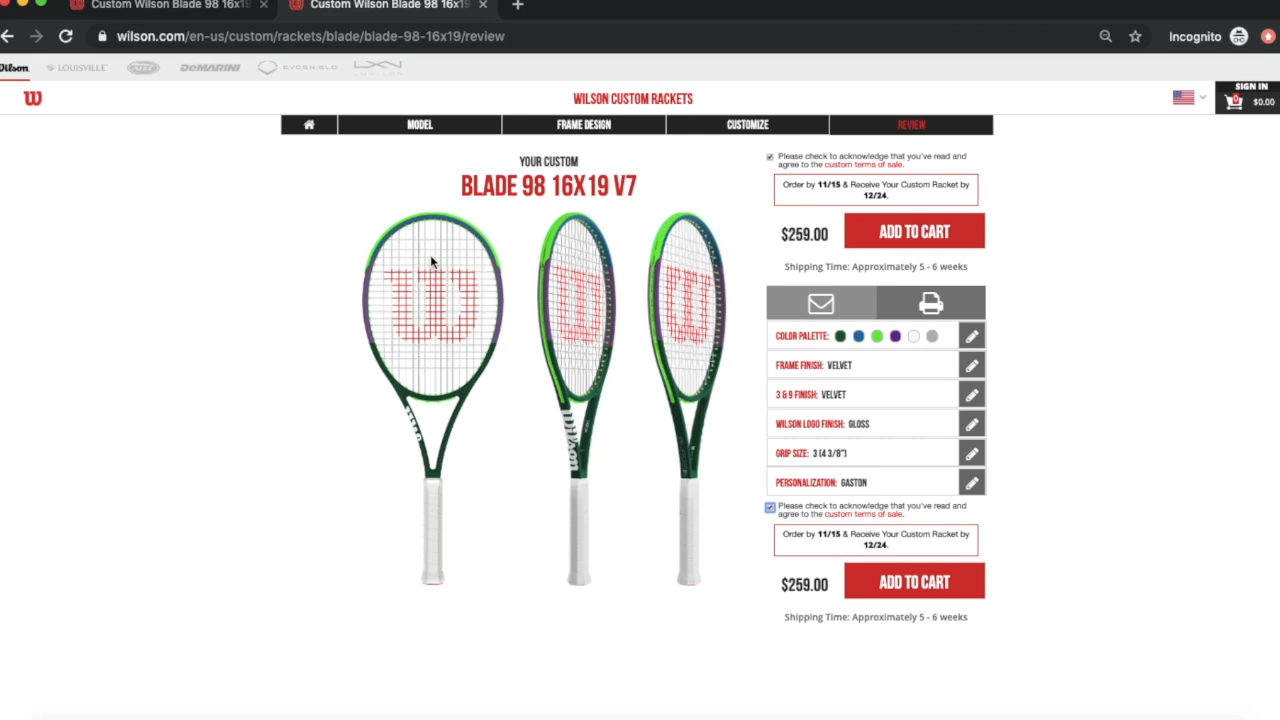 Custom Wilson Blade 98 16x19
Custom Wilson Blade 98 16x19
wilson.com/en-us/custom/rackets/blade/blade-98-16x19/review
Incognito
Wilson
LOUISVILLE
DeMARINI
EVOSHIELD
SIGN IN
0
$0.00
WILSON CUSTOM RACKETS
MODEL
FRAME DESIGN
CUSTOMIZE
REVIEW
YOUR CUSTOM
BLADE 98 16X19 V7
Wilson
Please check to acknowledge that you've read and
agree to the custom terms of sale.
Order by 11/15 & Receive Your Custom Racket by
12/24.
$259.00
ADD TO CART
Shipping Time: Approximately 5 - 6 weeks
COLOR PALETTE:
FRAME FINISH: VELVET
3 & 9 FINISH: VELVET
WILSON LOGO FINISH: GLOSS
GRIP SIZE: 3 (4 3/8")
PERSONALIZATION: GASTON
Please check to acknowledge that you've read and
agree to the custom terms of sale.
Order by 11/15 & Receive Your Custom Racket by
12/24.
$259.00
ADD TO CART
Shipping Time: Approximately 5 - 6 weeks